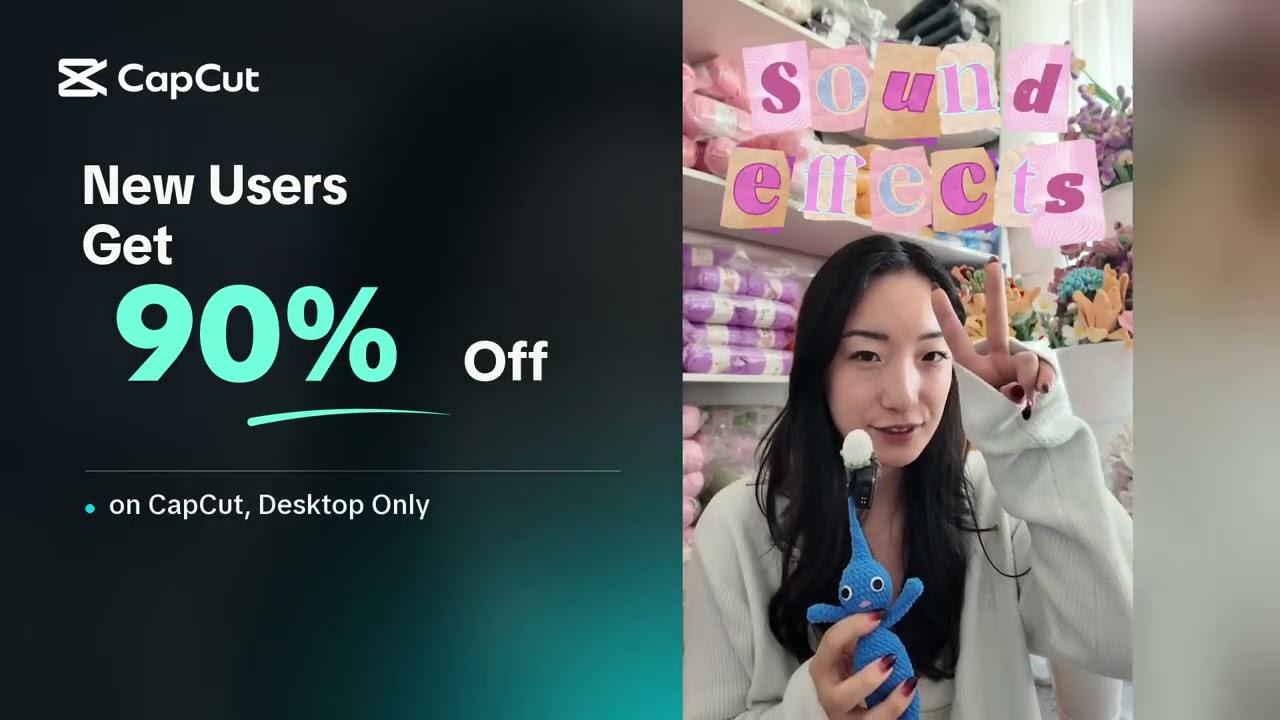 CapCut
New Users
Get
90% Off
on CapCut, Desktop Only
sound
effects